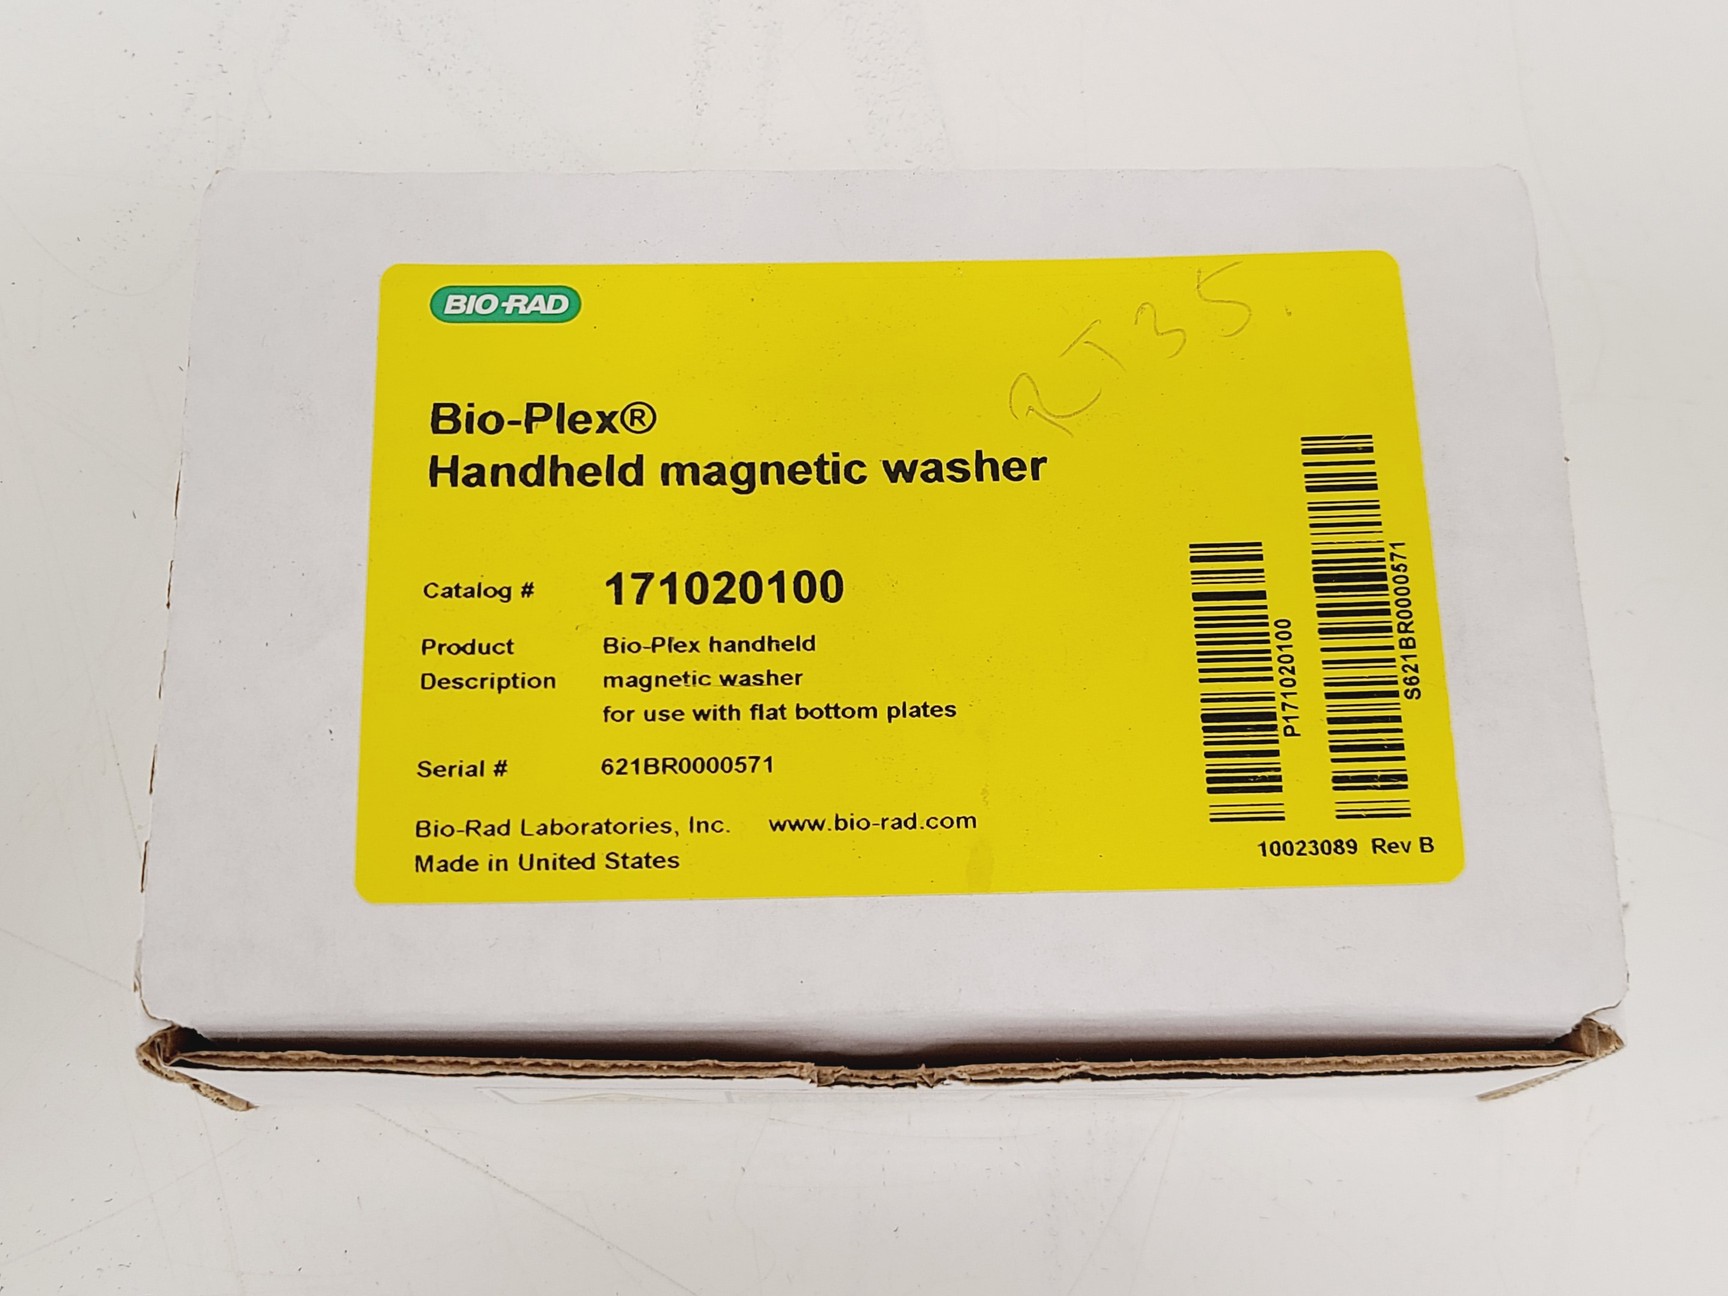 BIO-RAD
RT35.
Bio-Plex®
Handheld magnetic washer
Catalog # 171020100
Product Bio-Plex handheld
Description magnetic washer
for use with flat bottom plates
Serial # 621BR0000571
Bio-Rad Laboratories, Inc. www.bio-rad.com
Made in United States
P171020100
S621BR0000571
10023089 Rev B